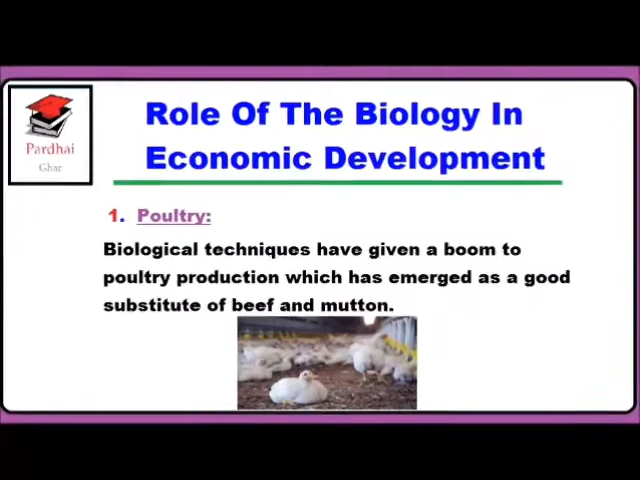 Role Of The Biology In
Economic Development
Pardhai
Ghar
1. Poultry:
Biological techniques have given a boom to
poultry production which has emerged as a good
substitute of beef and mutton.